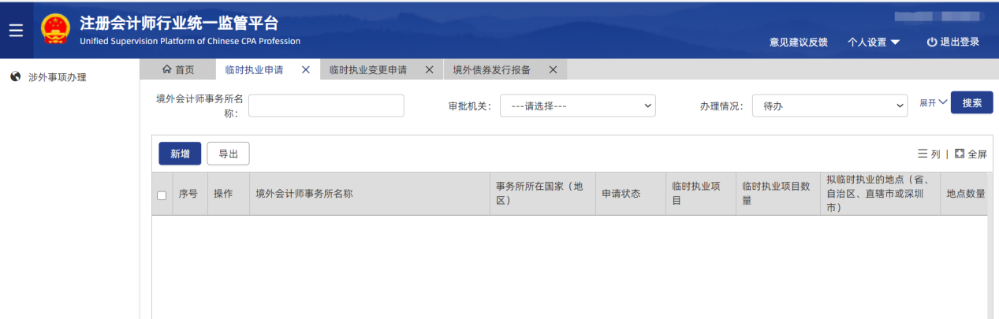 注册会计师行业统一监管平台
Unified Supervision Platform of Chinese CPA Profession
意见建议反馈 个人设置 退出登录
涉外事项办理
首页 临时执业申请 临时执业变更申请 境外债券发行报备
境外会计师事务所名
称：
审批机关： ---请选择---
办理情况： 待办
展开 搜索
新增 导出
列 | 全屏
序号 操作 境外会计师事务所名称
事务所所在国家（地
区）
申请状态
临时执业项
目
临时执业项目数
量
拟临时执业的地点（省、
自治区、直辖市或深圳
市）
地点数量